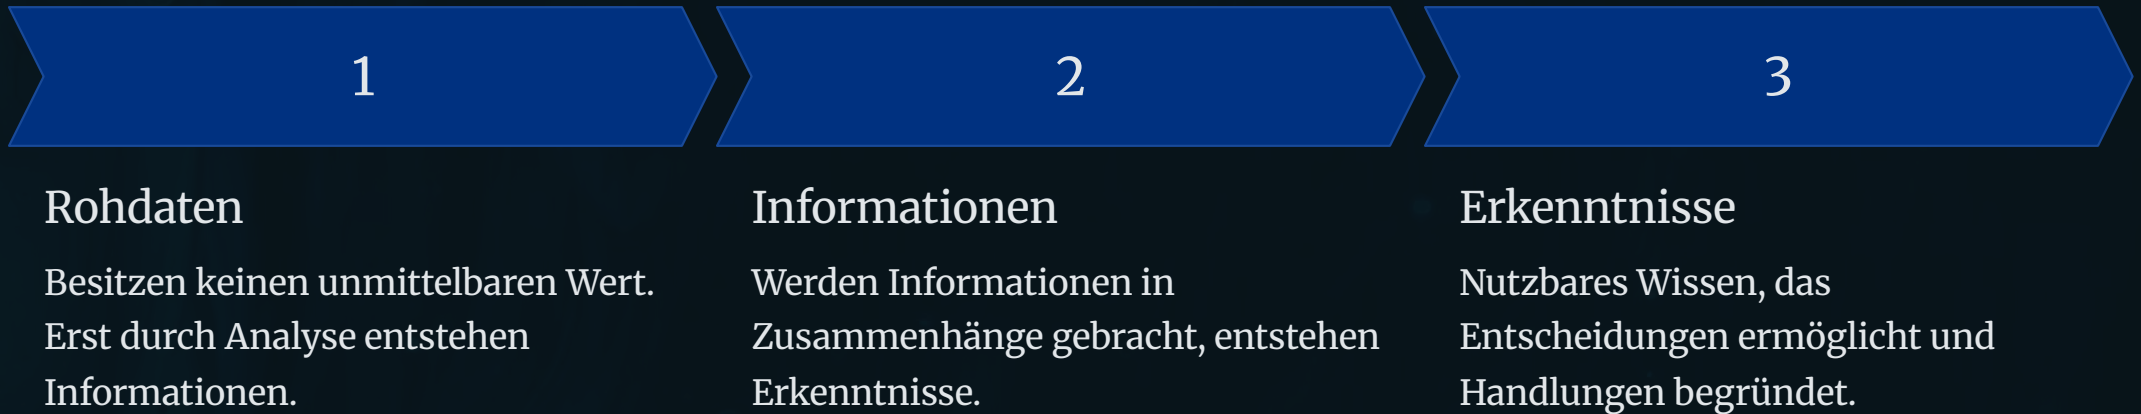 1
2
3
Rohdaten
Besitzen keinen unmittelbaren Wert.
Erst durch Analyse entstehen
Informationen.
Informationen
Werden Informationen in
Zusammenhänge gebracht, entstehen
Erkenntnisse.
Erkenntnisse
Nutzbares Wissen, das
Entscheidungen ermöglicht und
Handlungen begründet.